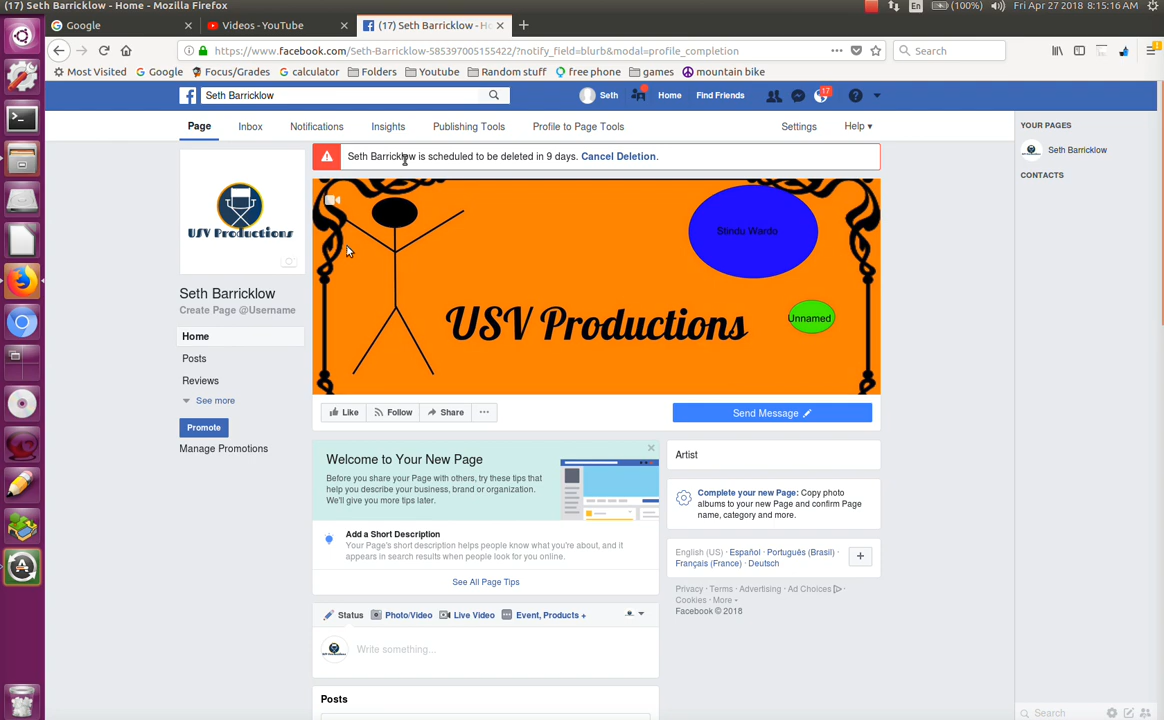 (17) Seth Barricklow - Home - Mozilla Firefox
En (100%) Fri Apr 27 2018 8:15:16 AM
Google
Videos - YouTube
(17) Seth Barricklow - Ho
https://www.facebook.com/Seth-Barricklow-585397005155422/?notify_field=blurb&modal=profile_completion
Search
Most Visited Google Focus/Grades calculator Folders Youtube Random stuff free phone games mountain bike
Seth Barricklow
Seth Home Find Friends 17
Page Inbox Notifications Insights Publishing Tools Profile to Page Tools Settings Help
YOUR PAGES
Seth Barricklow
CONTACTS
Seth Barricklow is scheduled to be deleted in 9 days. Cancel Deletion.
USV Productions
Slindu Wardo
USV Productions
Unnamed
Seth Barricklow
Create Page @Username
Home
Posts
Reviews
See more
Promote
Manage Promotions
Like Follow Share
Send Message
Welcome to Your New Page
Before you share your Page with others, try these tips that
help you describe your business, brand or organization.
We'll give you more tips later.
Add a Short Description
Your Page's short description helps people know what you're about, and it
appears in search results when people look for you online.
See All Page Tips
Artist
Complete your new Page: Copy photo
albums to your new Page and confirm Page
name, category and more.
English (US) · Español · Português (Brasil) ·
Français (France) · Deutsch
Privacy · Terms · Advertising · Ad Choices ·
Cookies · More
Facebook © 2018
Status Photo/Video Live Video Event, Products +
Write something...
Posts
Search